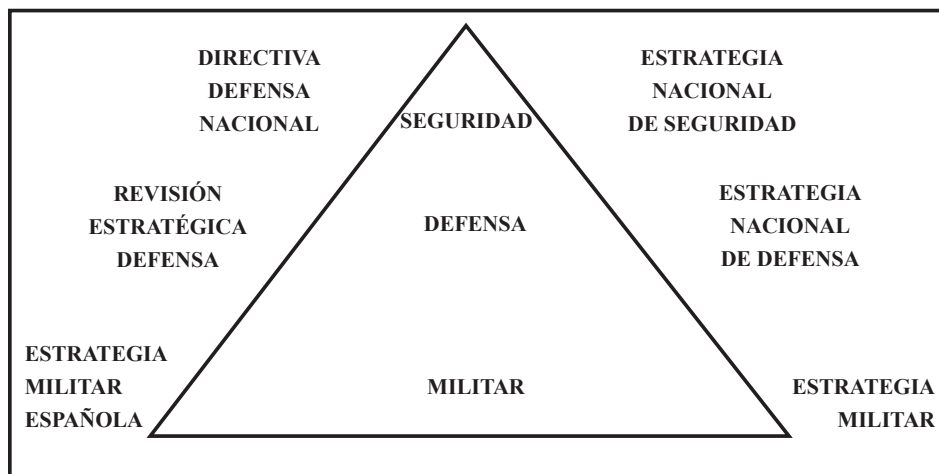 DIRECTIVA
DEFENSA
NACIONAL
SEGURIDAD
ESTRATEGIA
NACIONAL
DE SEGURIDAD
REVISIÓN
ESTRATÉGICA
DEFENSA
DEFENSA
ESTRATEGIA
NACIONAL
DE DEFENSA
ESTRATEGIA
MILITAR
ESPAÑOLA
MILITAR
ESTRATEGIA
MILITAR